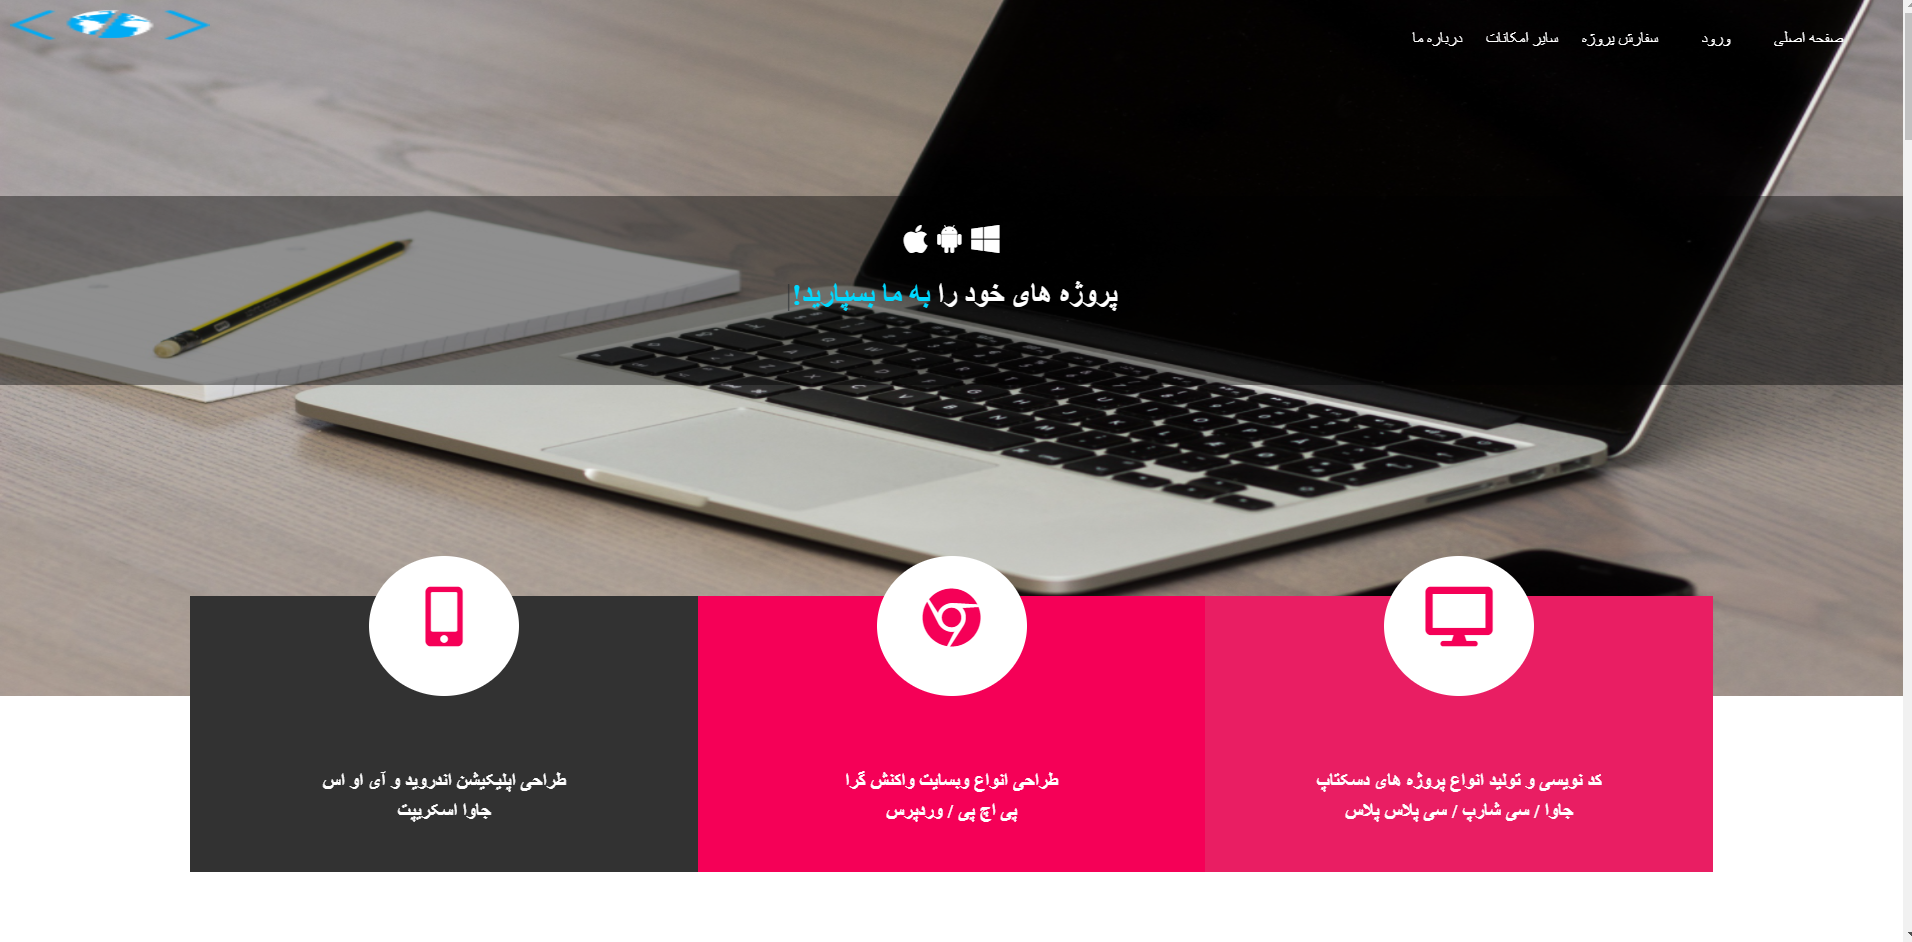 صفحه اصلی
ورود
سفارش پروژه
سایر امکانات
درباره ما
پروژه های خود را به ما بسپارید!
کد نویسی و تولید انواع پروژه های دسکتاپ
جاوا / سی شارپ / سی پلاس پلاس
طراحی انواع وبسایت واکنش گرا
پی اچ پی / وردپرس
طراحی اپلیکیشن اندروید و آی او اس
جاوا اسکریپت